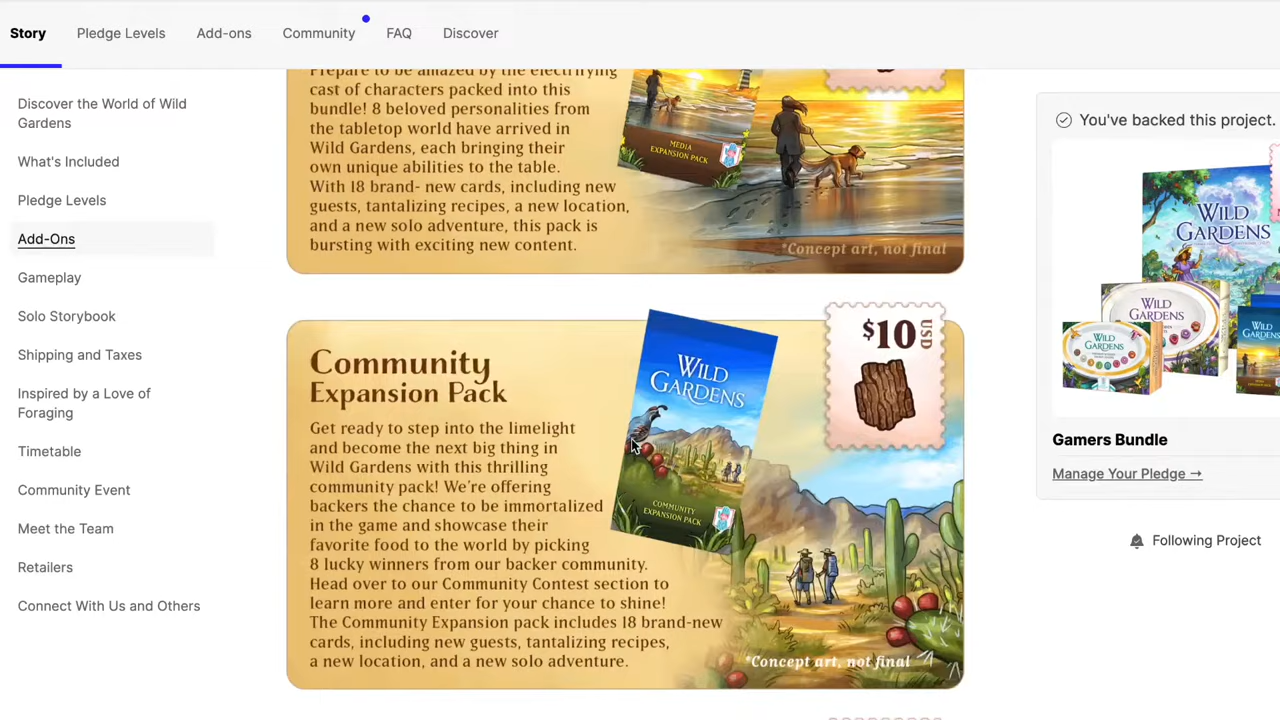 Story
Pledge Levels
Add-ons
Community
FAQ
Discover
Discover the World of Wild
Gardens
What's Included
Pledge Levels
Add-Ons
Gameplay
Solo Storybook
Shipping and Taxes
Inspired by a Love of
Foraging
Timetable
Community Event
Meet the Team
Retailers
Connect With Us and Others
Prepare to be amazed by the electrifying
cast of characters packed into this
bundle! 8 beloved personalities from
the tabletop world have arrived in
Wild Gardens, each bringing their
own unique abilities to the table.
With 18 brand- new cards, including new
guests, tantalizing recipes, a new location,
and a new solo adventure, this pack is
bursting with exciting new content.
MEDIA
EXPANSION PACK
*Concept art, not final
Community
Expansion Pack
Get ready to step into the limelight
and become the next big thing in
Wild Gardens with this thrilling
community pack! We're offering
backers the chance to be immortalized
in the game and showcase their
favorite food to the world by picking
8 lucky winners from our backer community.
Head over to our Community Contest section to
learn more and enter for your chance to shine!
The Community Expansion pack includes 18 brand-new
cards, including new guests, tantalizing recipes,
a new location, and a new solo adventure.
WILD
GARDENS
COMMUNITY
EXPANSION PACK
$10 USD
*Concept art, not final
You've backed this project.
WILD
GARDENS
WILD
GARDENS
WILD
GARDENS
WILD
Gamers Bundle
Manage Your Pledge →
Following Project